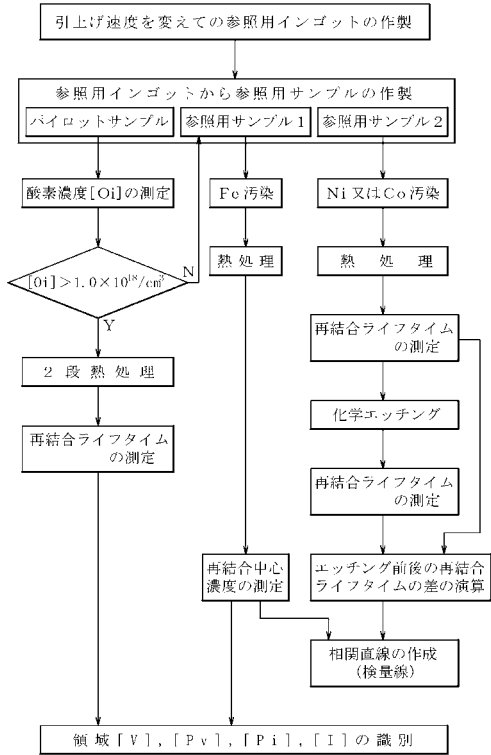 引上げ速度を変えての参照用インゴットの作製
参照用インゴットから参照用サンプルの作製
パイロットサンプル
参照用サンプル1
参照用サンプル2
酸素濃度[Oi]の測定
Fe汚染
Ni又はCo汚染
熱処理
熱処理
[Oi]>1.0×10¹⁸/cm³
N
Y
再結合ライフタイム
の測定
2段熱処理
化学エッチング
再結合ライフタイム
の測定
再結合ライフタイム
の測定
再結合中心
濃度の測定
エッチング前後の再結合
ライフタイムの差の演算
相関直線の作成
(検量線)
領域[V],[Pv],[Pi],[I]の識別